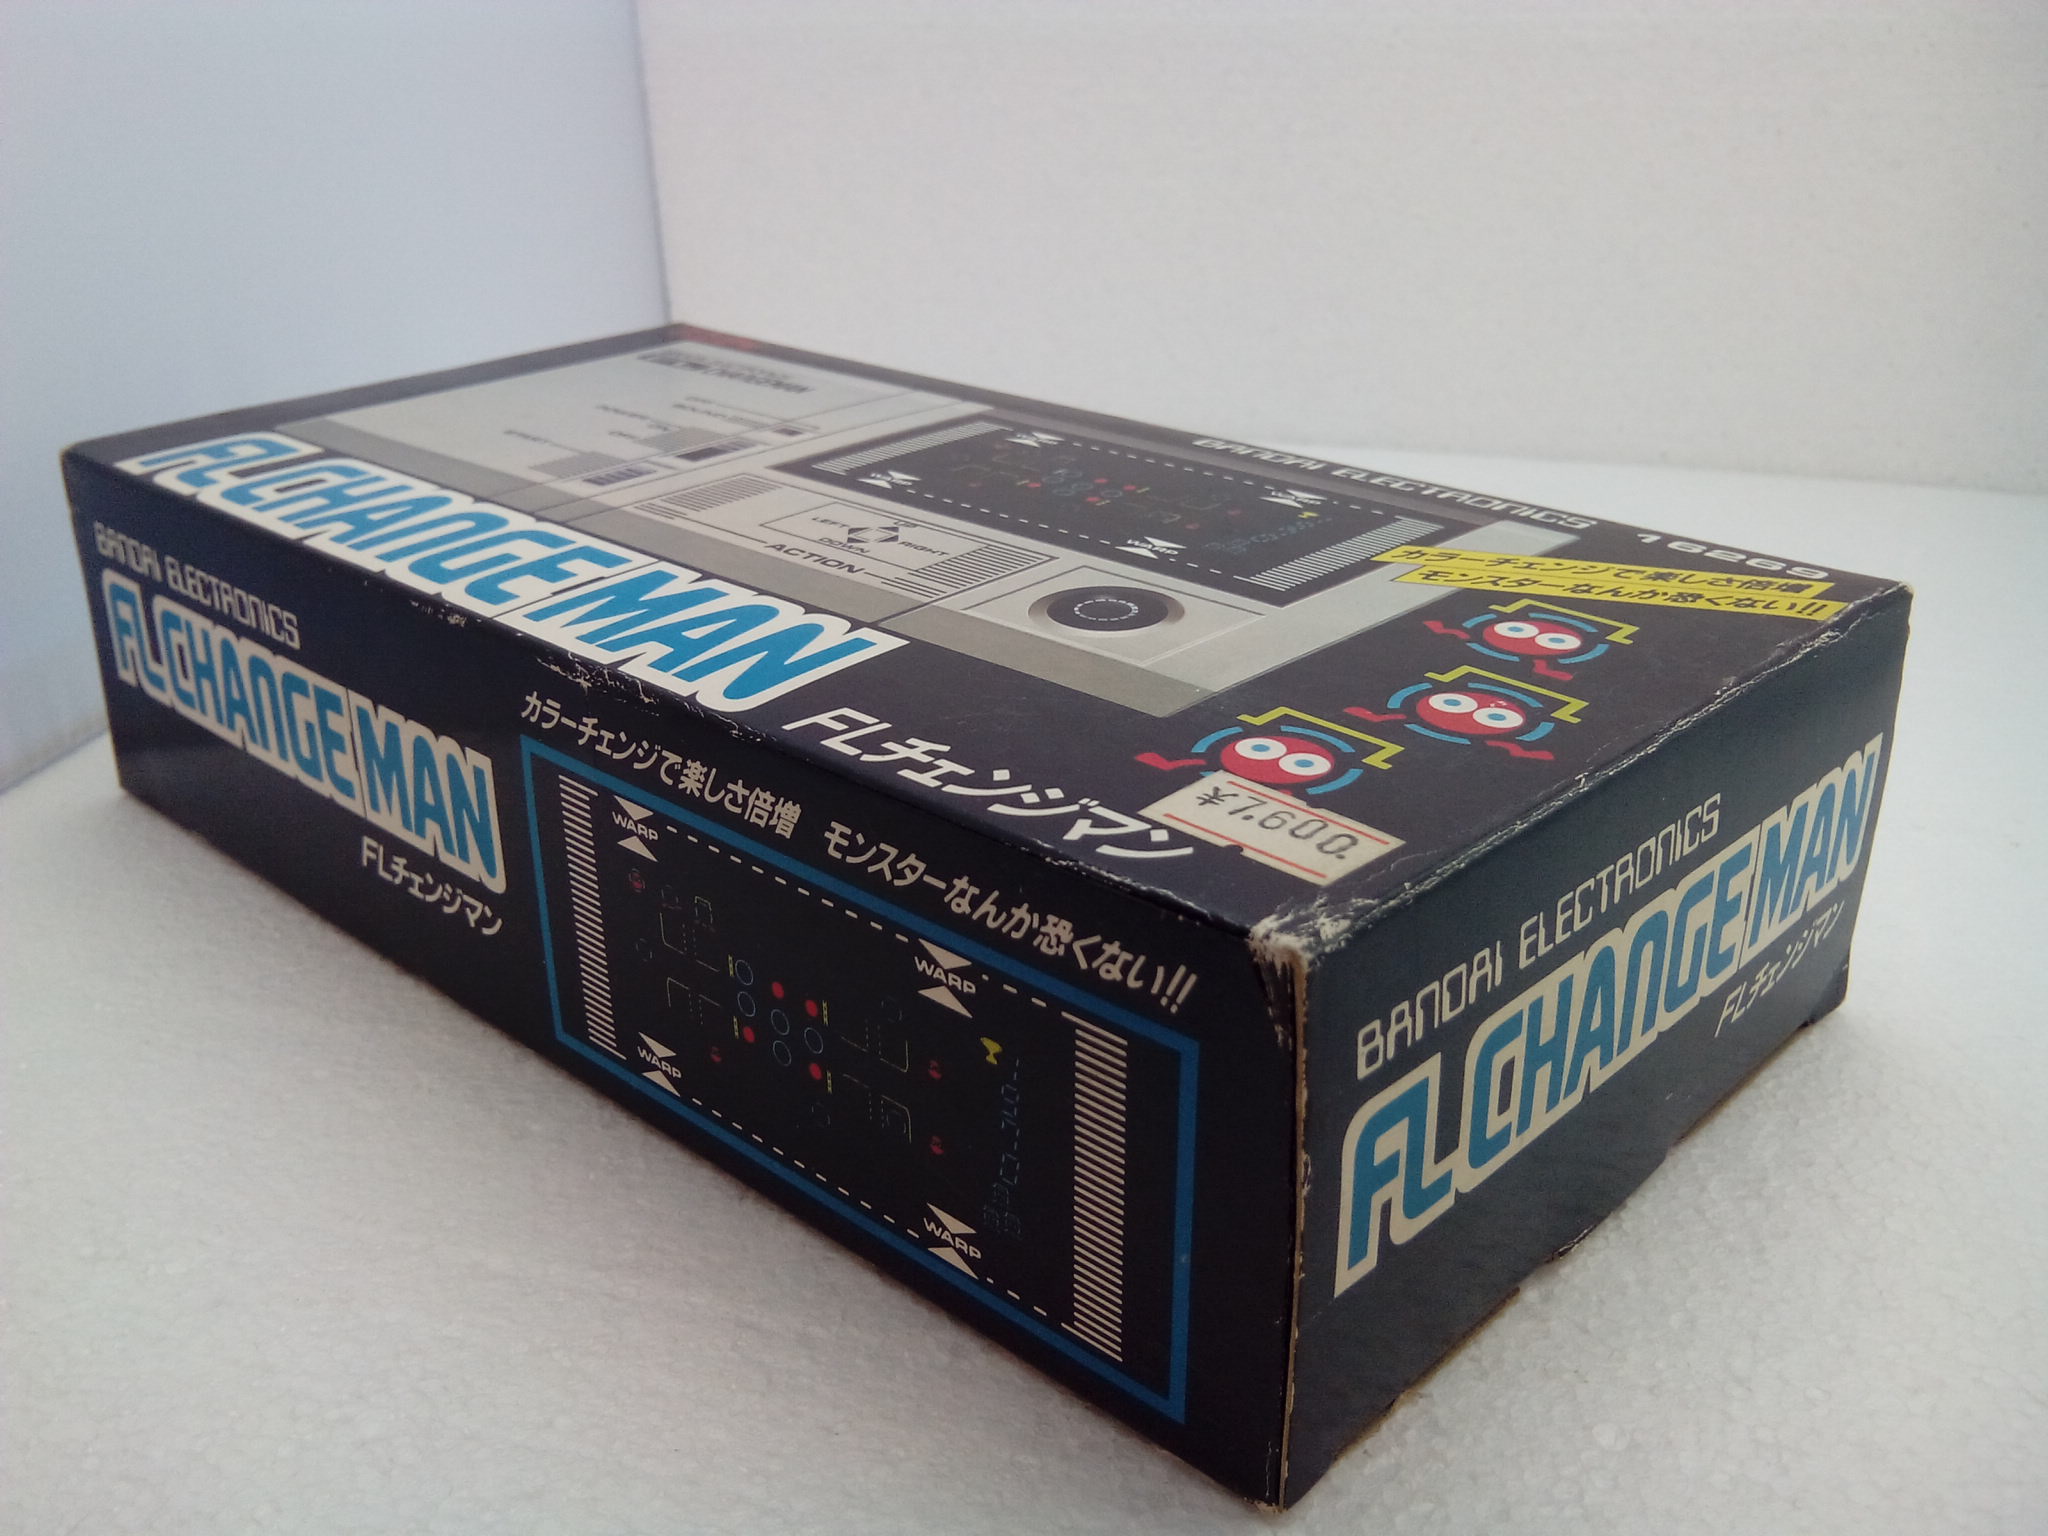 BANDAI ELECTRONICS 16269
カラーチェンジで楽しさ倍増
モンスターなんか恐くない!!
WARP
LEFT
UP
RIGHT
DOWN
ACTION
FL CHANGE MAN
FLチェンジマン
¥7,600
BANDAI ELECTRONICS
FL CHANGE MAN
FLチェンジマン
カラーチェンジで楽しさ倍増 モンスターなんか恐くない!!
WARP
WARP
WARP
WARP
BANDAI ELECTRONICS
FL CHANGE MAN
FLチェンジマン